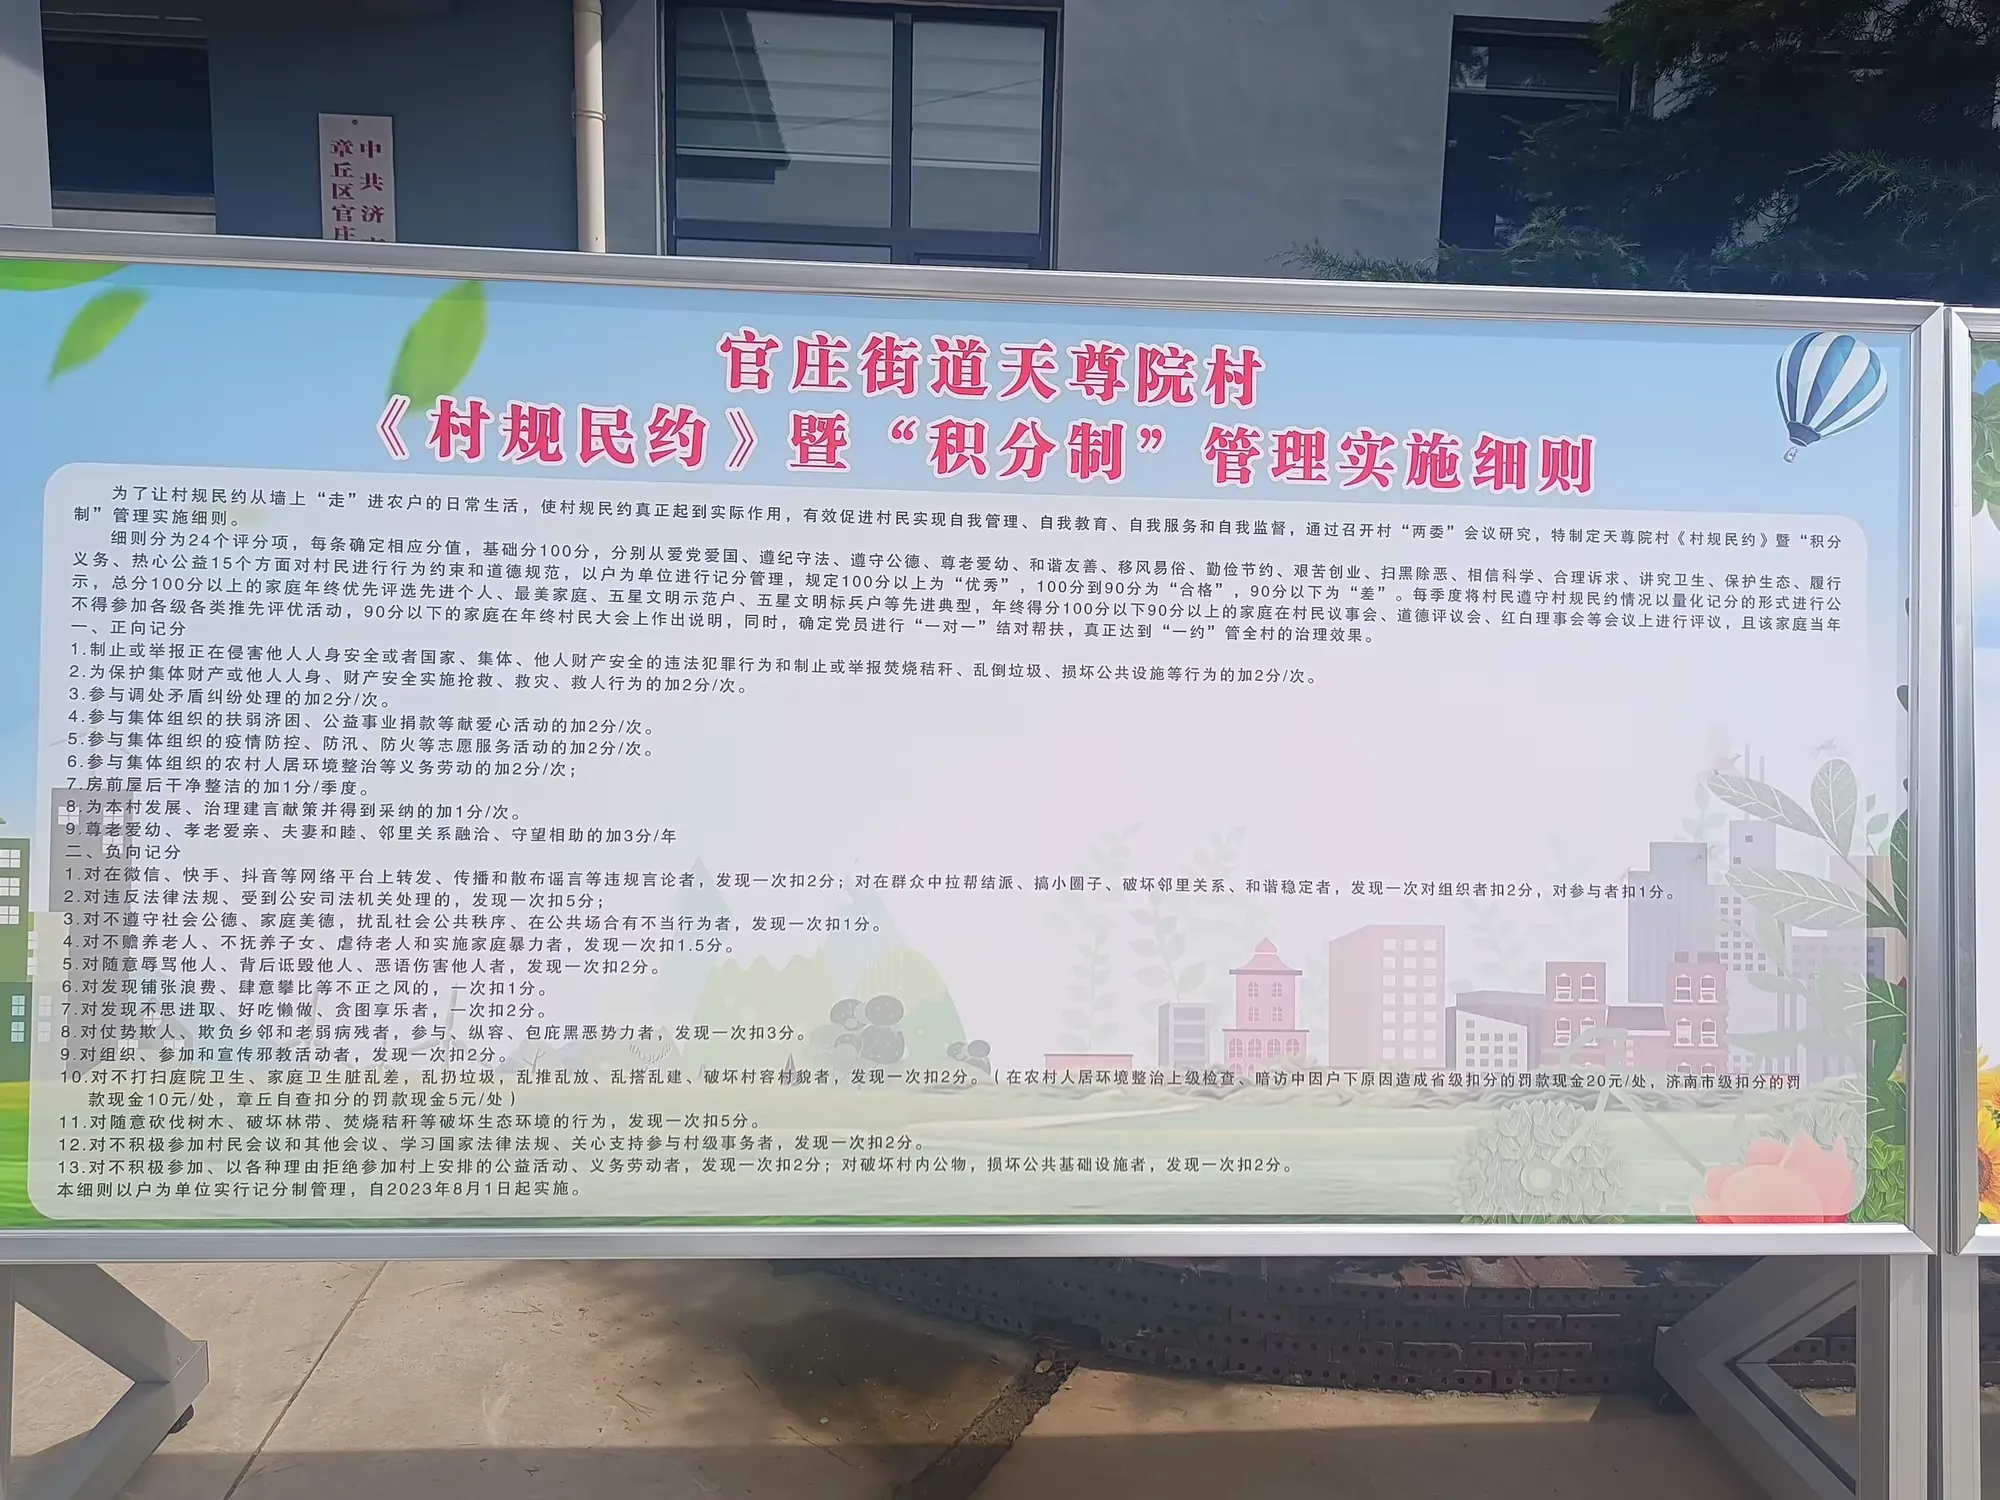 中共济
章丘区官庄
官庄街道天尊院村
《村规民约》暨“积分制”管理实施细则
为了让村规民约从墙上“走”进农户的日常生活，使村规民约真正起到实际作用，有效促进村民实现自我管理、自我教育、自我服务和自我监督，通过召开村“两委”会议研究，特制定天尊院村《村规民约》暨“积分
制”管理实施细则。
细则分为24个评分项，每条确定相应分值，基础分100分，分别从爱党爱国、遵纪守法、遵守公德、尊老爱幼、和谐友善、移风易俗、勤俭节约、艰苦创业、扫黑除恶、相信科学、合理诉求、讲究卫生、保护生态、履行
义务、热心公益15个方面对村民进行行为约束和道德规范，以户为单位进行记分管理，规定100分以上为“优秀”，100分到90分为“合格”，90分以下为“差”。每季度将村民遵守村规民约情况以量化记分的形式进行公
示，总分100分以上的家庭年终优先评选先进个人、最美家庭、五星文明示范户、五星文明标兵户等先进典型，年终得分100分以下90分以上的家庭在村民议事会、道德评议会、红白理事会等会议上进行评议，且该家庭当年
不得参加各级各类推先评优活动，90分以下的家庭在年终村民大会上作出说明，同时，确定党员进行“一对一”结对帮扶，真正达到“一约”管全村的治理效果。
一、正向记分
1.制止或举报正在侵害他人人身安全或者国家、集体、他人财产安全的违法犯罪行为和制止或举报焚烧秸秆、乱倒垃圾、损坏公共设施等行为的加2分/次。
2.为保护集体财产或他人人身、财产安全实施抢救、救灾、救人行为的加2分/次。
3.参与调处矛盾纠纷处理的加2分/次。
4.参与集体组织的扶弱济困、公益事业捐款等献爱心活动的加2分/次。
5.参与集体组织的疫情防控、防汛、防火等志愿服务活动的加2分/次。
6.参与集体组织的农村人居环境整治等义务劳动的加2分/次；
7.房前屋后干净整洁的加1分/季度。
8.为本村发展、治理建言献策并得到采纳的加1分/次。
9.尊老爱幼、孝老爱亲、夫妻和睦、邻里关系融洽、守望相助的加3分/年
二、负向记分
1.对在微信、快手、抖音等网络平台上转发、传播和散布谣言等违规言论者，发现一次扣2分；对在群众中拉帮结派、搞小圈子、破坏邻里关系、和谐稳定者，发现一次对组织者扣2分，对参与者扣1分。
2.对违反法律法规、受到公安司法机关处理的，发现一次扣5分；
3.对不遵守社会公德、家庭美德，扰乱社会公共秩序、在公共场合有不当行为者，发现一次扣1分。
4.对不赡养老人、不抚养子女、虐待老人和实施家庭暴力者，发现一次扣1.5分。
5.对随意辱骂他人、背后诋毁他人、恶语伤害他人者，发现一次扣2分。
6.对发现铺张浪费、肆意攀比等不正之风的，一次扣1分。
7.对发现不思进取、好吃懒做、贪图享乐者，一次扣2分。
8.对仗势欺人、欺负乡邻和老弱病残者，参与、纵容、包庇黑恶势力者，发现一次扣3分。
9.对组织、参加和宣传邪教活动者，发现一次扣2分。
10.对不打扫庭院卫生、家庭卫生脏乱差，乱扔垃圾，乱推乱放、乱搭乱建、破坏村容村貌者，发现一次扣2分。（在农村人居环境整治上级检查、暗访中因户下原因造成省级扣分的罚款现金20元/处，济南市级扣分的罚
款现金10元/处，章丘自查扣分的罚款现金5元/处）
11.对随意砍伐树木、破坏林带、焚烧秸秆等破坏生态环境的行为，发现一次扣5分。
12.对不积极参加村民会议和其他会议、学习国家法律法规、关心支持参与村级事务者，发现一次扣2分。
13.对不积极参加、以各种理由拒绝参加村上安排的公益活动、义务劳动者，发现一次扣2分；对破坏村内公物，损坏公共基础设施者，发现一次扣2分。
本细则以户为单位实行记分制管理，自2023年8月1日起实施。